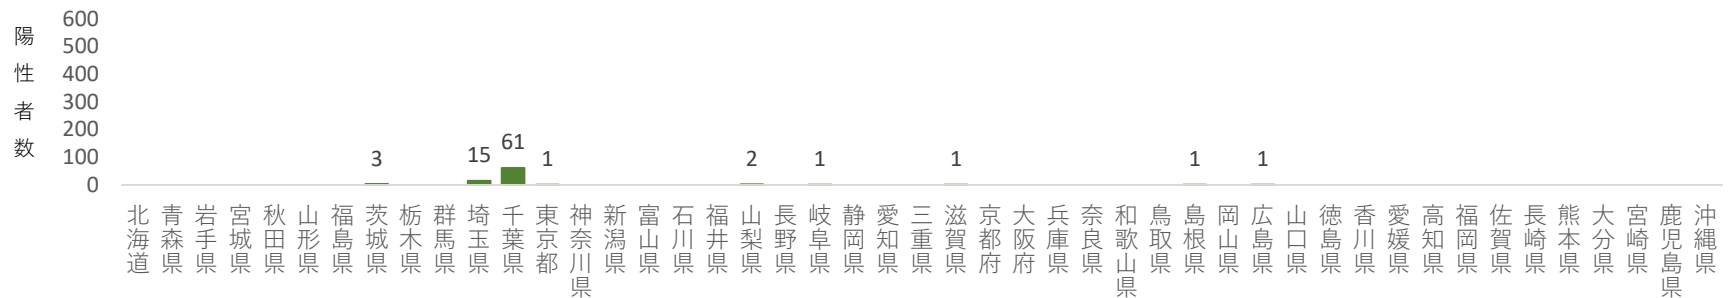 陽性者数
600
500
400
300
200
100
0
3
15
61
1
2
1
1
1
1
北海道
青森県
岩手県
宮城県
秋田県
山形県
福島県
茨城県
栃木県
群馬県
埼玉県
千葉県
東京都
神奈川県
新潟県
富山県
石川県
福井県
山梨県
長野県
岐阜県
静岡県
愛知県
三重県
滋賀県
京都府
大阪府
兵庫県
奈良県
和歌山県
鳥取県
島根県
岡山県
広島県
山口県
徳島県
香川県
愛媛県
高知県
福岡県
佐賀県
長崎県
熊本県
大分県
宮崎県
鹿児島県
沖縄県